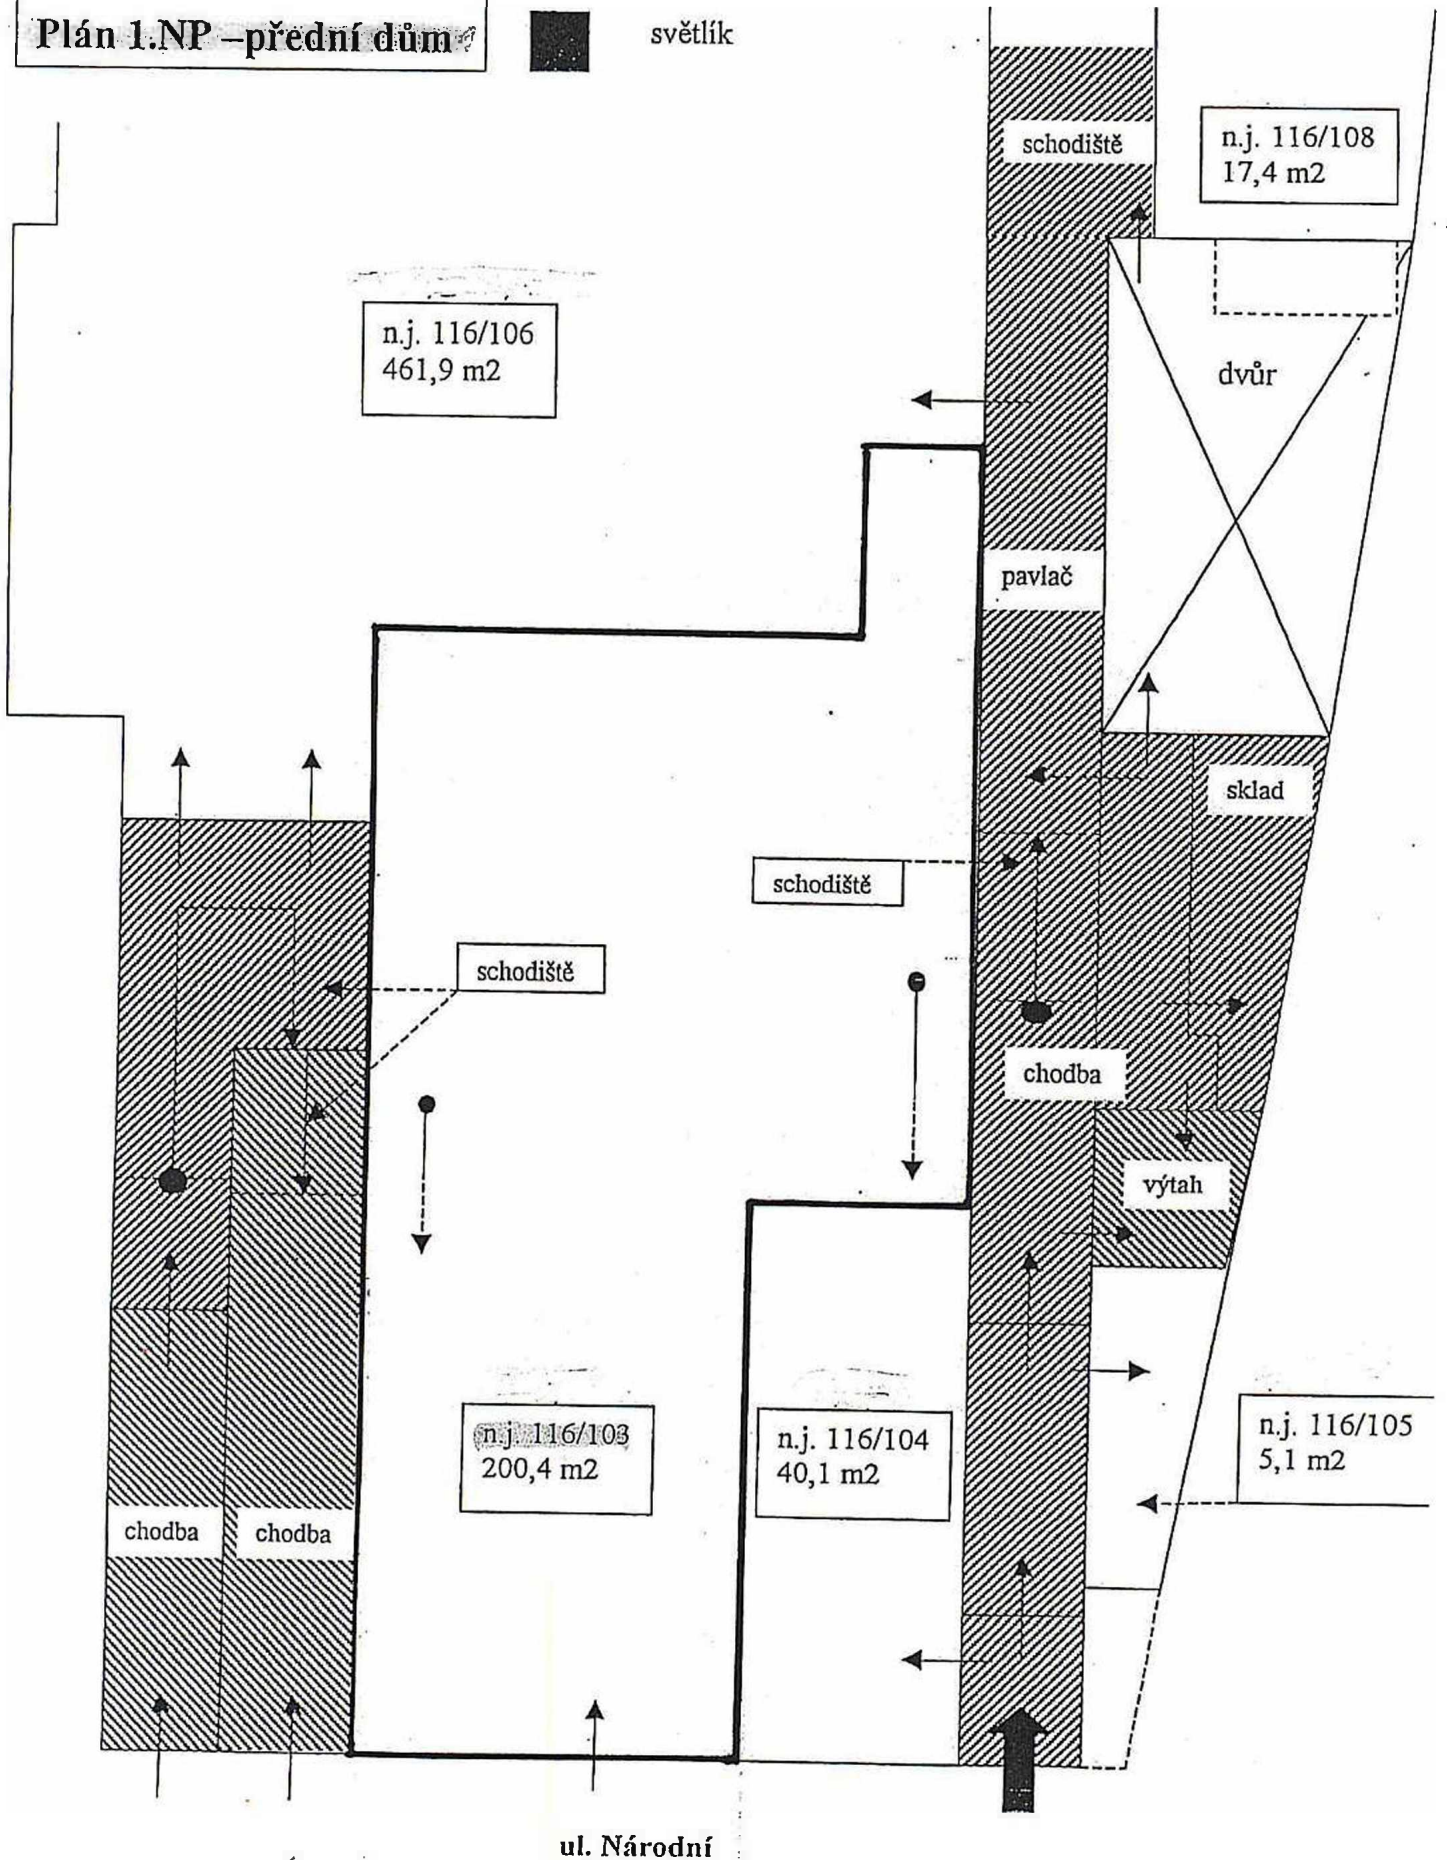 Plán 1.NP –přední dům
světlík
schodiště
n.j. 116/108
17,4 m2
n.j. 116/106
461,9 m2
dvůr
pavlač
sklad
schodiště
schodiště
chodba
výtah
n.j. 116/103
200,4 m2
n.j. 116/104
40,1 m2
n.j. 116/105
5,1 m2
chodba
chodba
ul. Národní